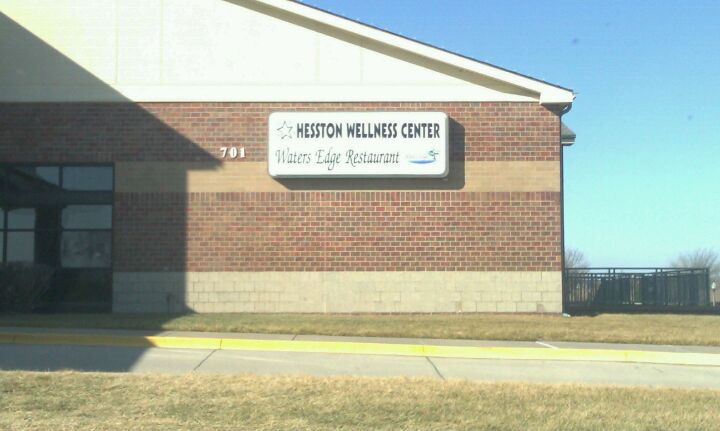 HESSTON WELLNESS CENTER
701
Waters Edge Restaurant